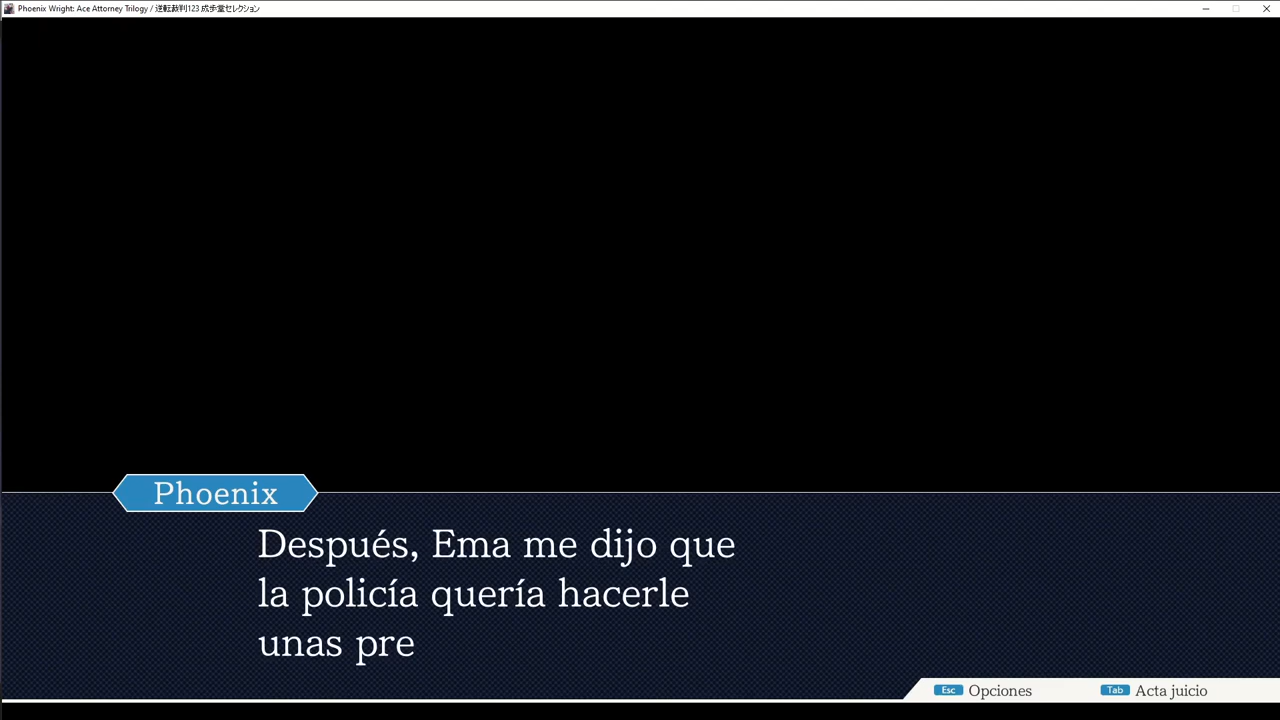 Phoenix Wright: Ace Attorney Trilogy / 逆転裁判123 成歩堂セレクション
Phoenix
Después, Ema me dijo que
la policía quería hacerle
unas pre
Esc Opciones Tab Acta juicio